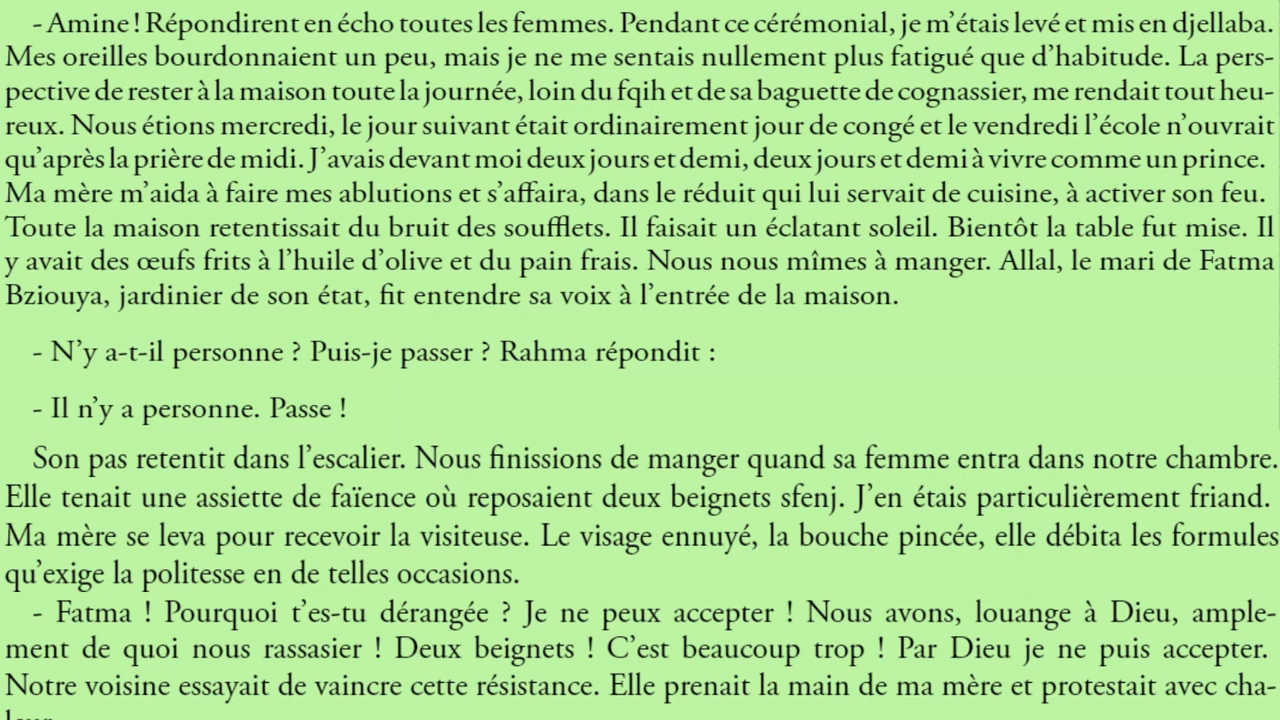 - Amine ! Répondirent en écho toutes les femmes. Pendant ce cérémonial, je m’étais levé et mis en djellaba.
Mes oreilles bourdonnaient un peu, mais je ne me sentais nullement plus fatigué que d’habitude. La pers-
pective de rester à la maison toute la journée, loin du fqih et de sa baguette de cognassier, me rendait tout heu-
reux. Nous étions mercredi, le jour suivant était ordinairement jour de congé et le vendredi l’école n’ouvrait
qu’après la prière de midi. J’avais devant moi deux jours et demi, deux jours et demi à vivre comme un prince.
Ma mère m’aida à faire mes ablutions et s’affaira, dans le réduit qui lui servait de cuisine, à activer son feu.
Toute la maison retentissait du bruit des soufflets. Il faisait un éclatant soleil. Bientôt la table fut mise. Il
y avait des œufs frits à l’huile d’olive et du pain frais. Nous nous mîmes à manger. Allal, le mari de Fatma
Bziouya, jardinier de son état, fit entendre sa voix à l’entrée de la maison.
- N’y a-t-il personne ? Puis-je passer ? Rahma répondit :
- Il n’y a personne. Passe !
Son pas retentit dans l’escalier. Nous finissions de manger quand sa femme entra dans notre chambre.
Elle tenait une assiette de faïence où reposaient deux beignets sfenj. J’en étais particulièrement friand.
Ma mère se leva pour recevoir la visiteuse. Le visage ennuyé, la bouche pincée, elle débita les formules
qu’exige la politesse en de telles occasions.
- Fatma ! Pourquoi t’es-tu dérangée ? Je ne peux accepter ! Nous avons, louange à Dieu, ample-
ment de quoi nous rassasier ! Deux beignets ! C’est beaucoup trop ! Par Dieu je ne puis accepter.
Notre voisine essayait de vaincre cette résistance. Elle prenait la main de ma mère et protestait avec cha-